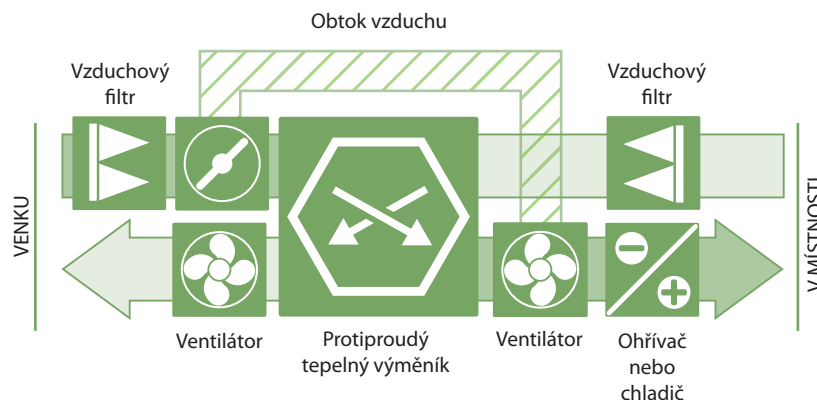 Obtok vzduchu
Vzduchový
filtr
Vzduchový
filtr
VENKU
V MÍSTNOSTI
Ventilátor
Protiproudý
tepelný výměník
Ventilátor
Ohřívač
nebo
chladič